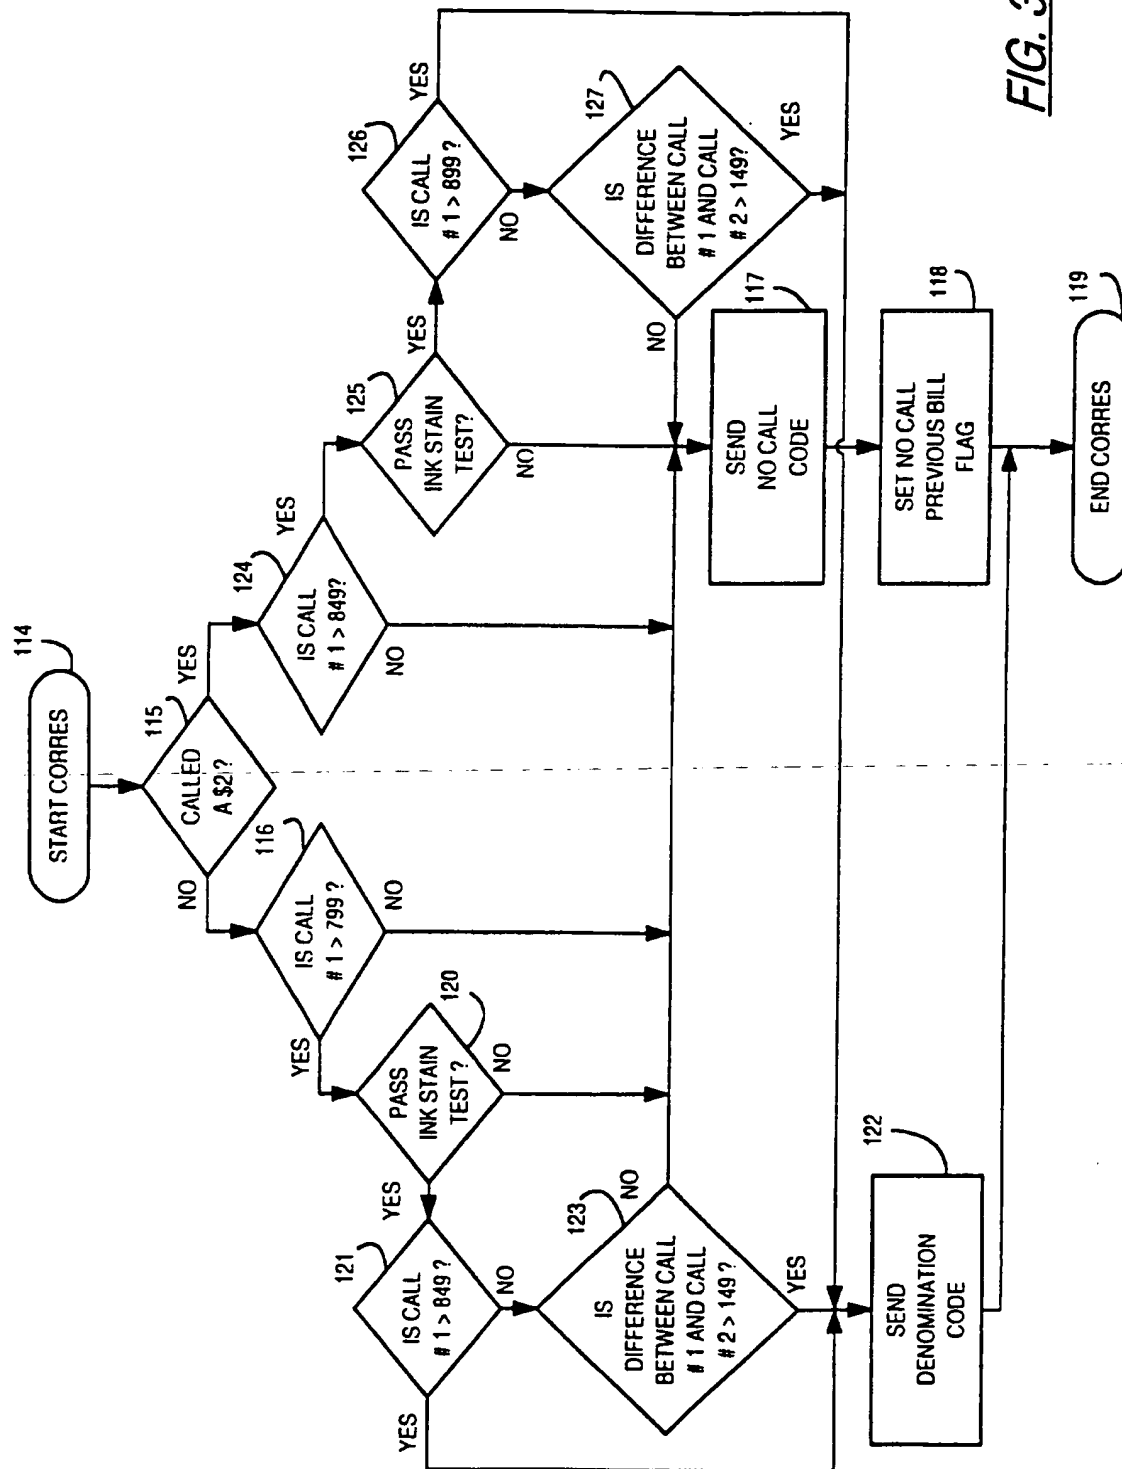 START CORRES
114
CALLED
A $2?
115
NO
YES
IS CALL
# 1 > 799 ?
116
YES
NO
IS CALL
# 1 > 849?
124
YES
NO
PASS
INK STAIN
TEST ?
120
YES
NO
PASS
INK STAIN
TEST?
125
YES
NO
IS CALL
# 1 > 849 ?
121
YES
NO
IS CALL
# 1 > 899 ?
126
YES
NO
IS
DIFFERENCE
BETWEEN CALL
# 1 AND CALL
# 2 > 149 ?
123
NO
YES
IS
DIFFERENCE
BETWEEN CALL
# 1 AND CALL
# 2 > 149?
127
NO
YES
SEND
NO CALL
CODE
117
SEND
DENOMINATION
CODE
122
SET NO CALL
PREVIOUS BILL
FLAG
118
END CORRES
119
FIG. 3